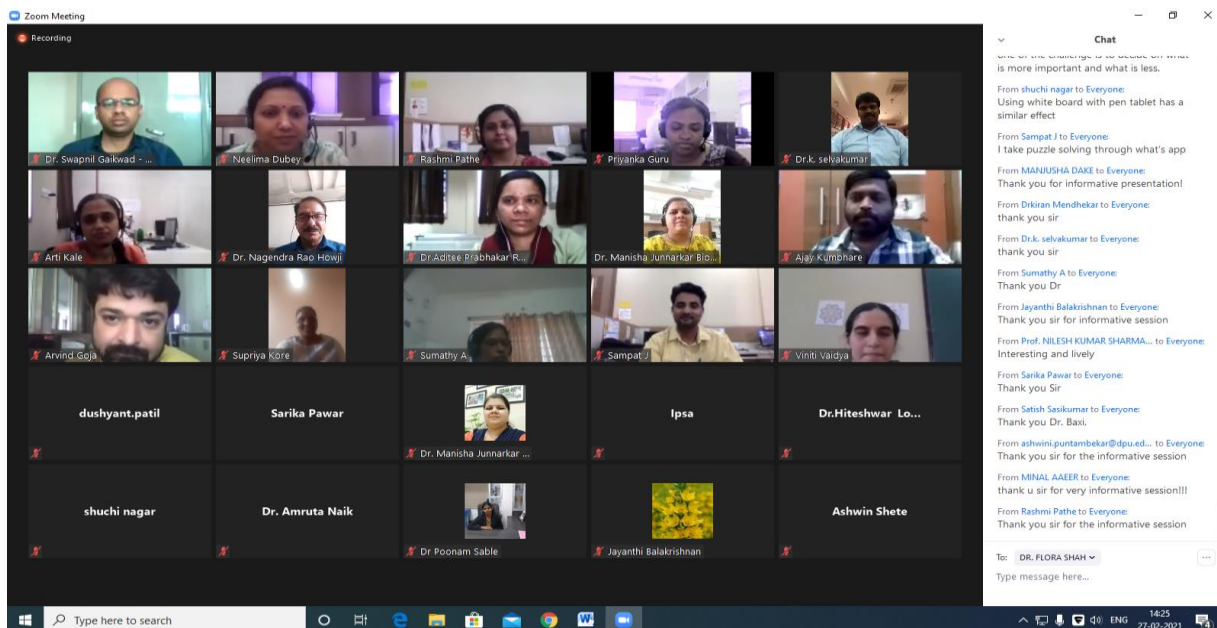 Zoom Meeting
Recording
Dr. Swapnil Gaikwad - ...
Neelima Dubey
Rashmi Pathe
Priyanka Guru
Dr.k. selvakumar
Arti Kale
Dr. Nagendra Rao Howji
Dr.Aditee Prabhakar R...
Dr. Manisha Junnarkar Bio...
Ajay Kumbhare
Arvind Goja
Supriya Kore
Sumathy A
Sampat J
Viniti Vaidya
dushyant.patil
Sarika Pawar
Dr. Manisha Junnarkar ...
Ipsa
Dr.Hiteshwar Lo...
shuchi nagar
Dr. Amruta Naik
Dr Poonam Sable
Jayanthi Balakrishnan
Ashwin Shete
Chat
one of the challenge is to decide on what
is more important and what is less.
From shuchi nagar to Everyone:
Using white board with pen tablet has a
similar effect
From Sampat J to Everyone:
I take puzzle solving through what's app
From MANJUSHA DAKE to Everyone:
Thank you for informative presentation!
From Drkiran Mendhekar to Everyone:
thank you sir
From Dr.k. selvakumar to Everyone:
thank you sir
From Sumathy A to Everyone:
Thank you Dr
From Jayanthi Balakrishnan to Everyone:
Thank you sir for informative session
From Prof. NILESH KUMAR SHARMA... to Everyone:
Interesting and lively
From Sarika Pawar to Everyone:
Thank you Sir
From Satish Sasikumar to Everyone:
Thank you Dr. Baxi.
From ashwini.puntambekar@dpu.ed... to Everyone:
Thank you sir for the informative session
From MINAL AAEER to Everyone:
thank u sir for very informative session!!!
From Rashmi Pathe to Everyone:
Thank you sir for the informative session
To: DR. FLORA SHAH
Type message here...
Type here to search
ENG
14:25
27-02-2021